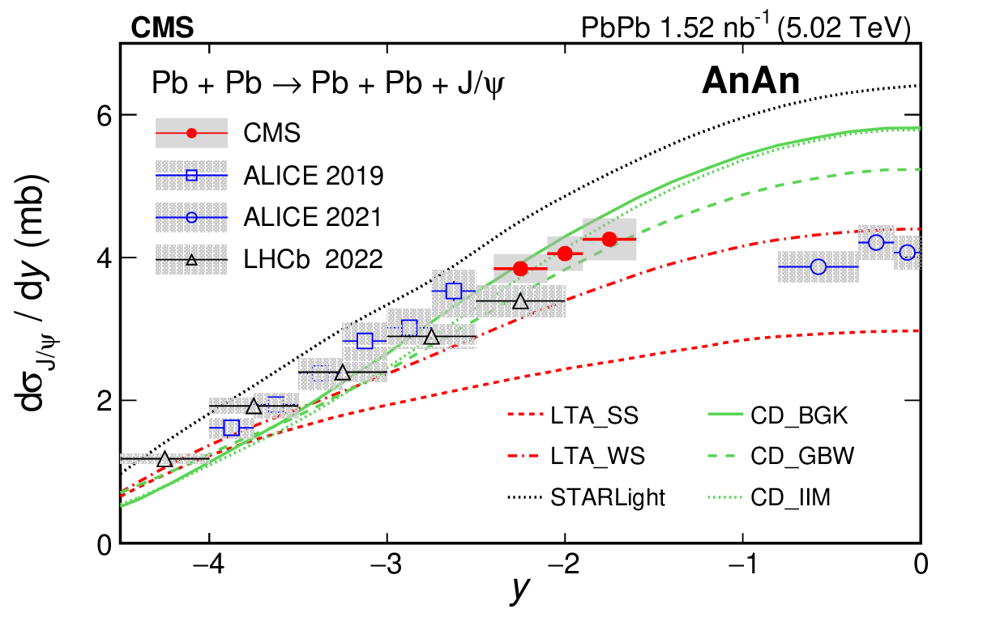 CMS PbPb 1.52 nb⁻¹ (5.02 TeV)
Pb + Pb → Pb + Pb + J/ψ AnAn
CMS
ALICE 2019
ALICE 2021
LHCb 2022
LTA_SS CD_BGK
LTA_WS CD_GBW
STARLight CD_IIM
dσJ/ψ / dy (mb)
6
4
2
0
−4 −3 −2 −1 0
y